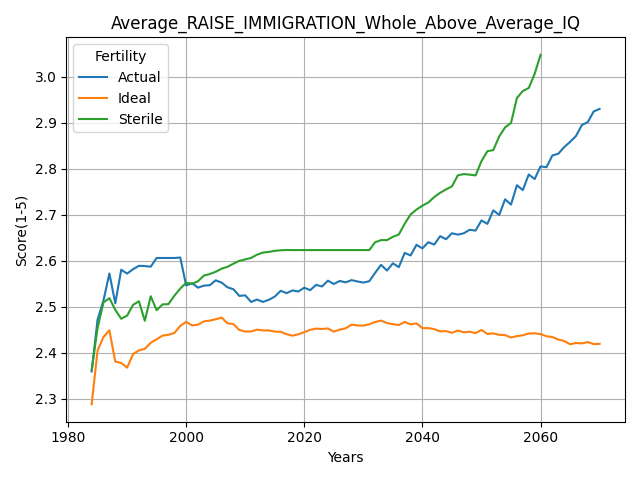 Average_RAISE_IMMIGRATION_Whole_Above_Average_IQ
Fertility
Actual
Ideal
Sterile
3.0
2.9
2.8
2.7
2.6
2.5
2.4
2.3
Score(1-5)
1980 2000 2020 2040 2060
Years